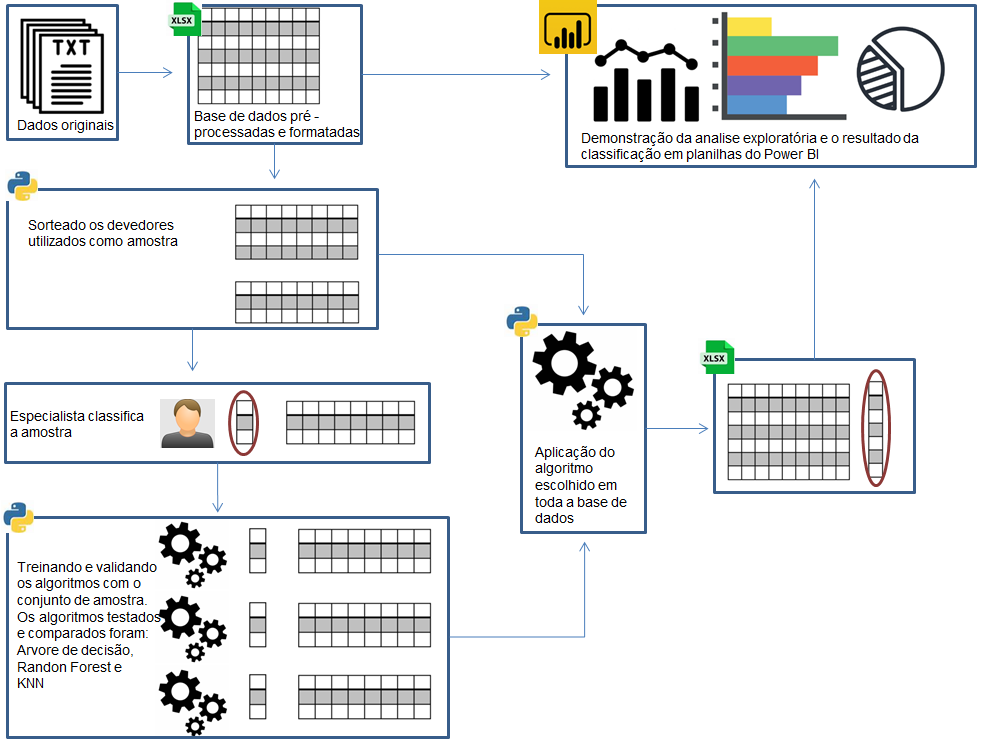 TXT
Dados originais
XLSX
Base de dados pré -
processadas e formatadas
Demonstração da analise exploratória e o resultado da
classificação em planilhas do Power BI
Sorteado os devedores
utilizados como amostra
Especialista classifica
a amostra
Treinando e validando
os algoritmos com o
conjunto de amostra.
Os algoritmos testados
e comparados foram:
Arvore de decisão,
Randon Forest e
KNN
Aplicação do
algoritmo
escolhido em
toda a base de
dados
XLSX